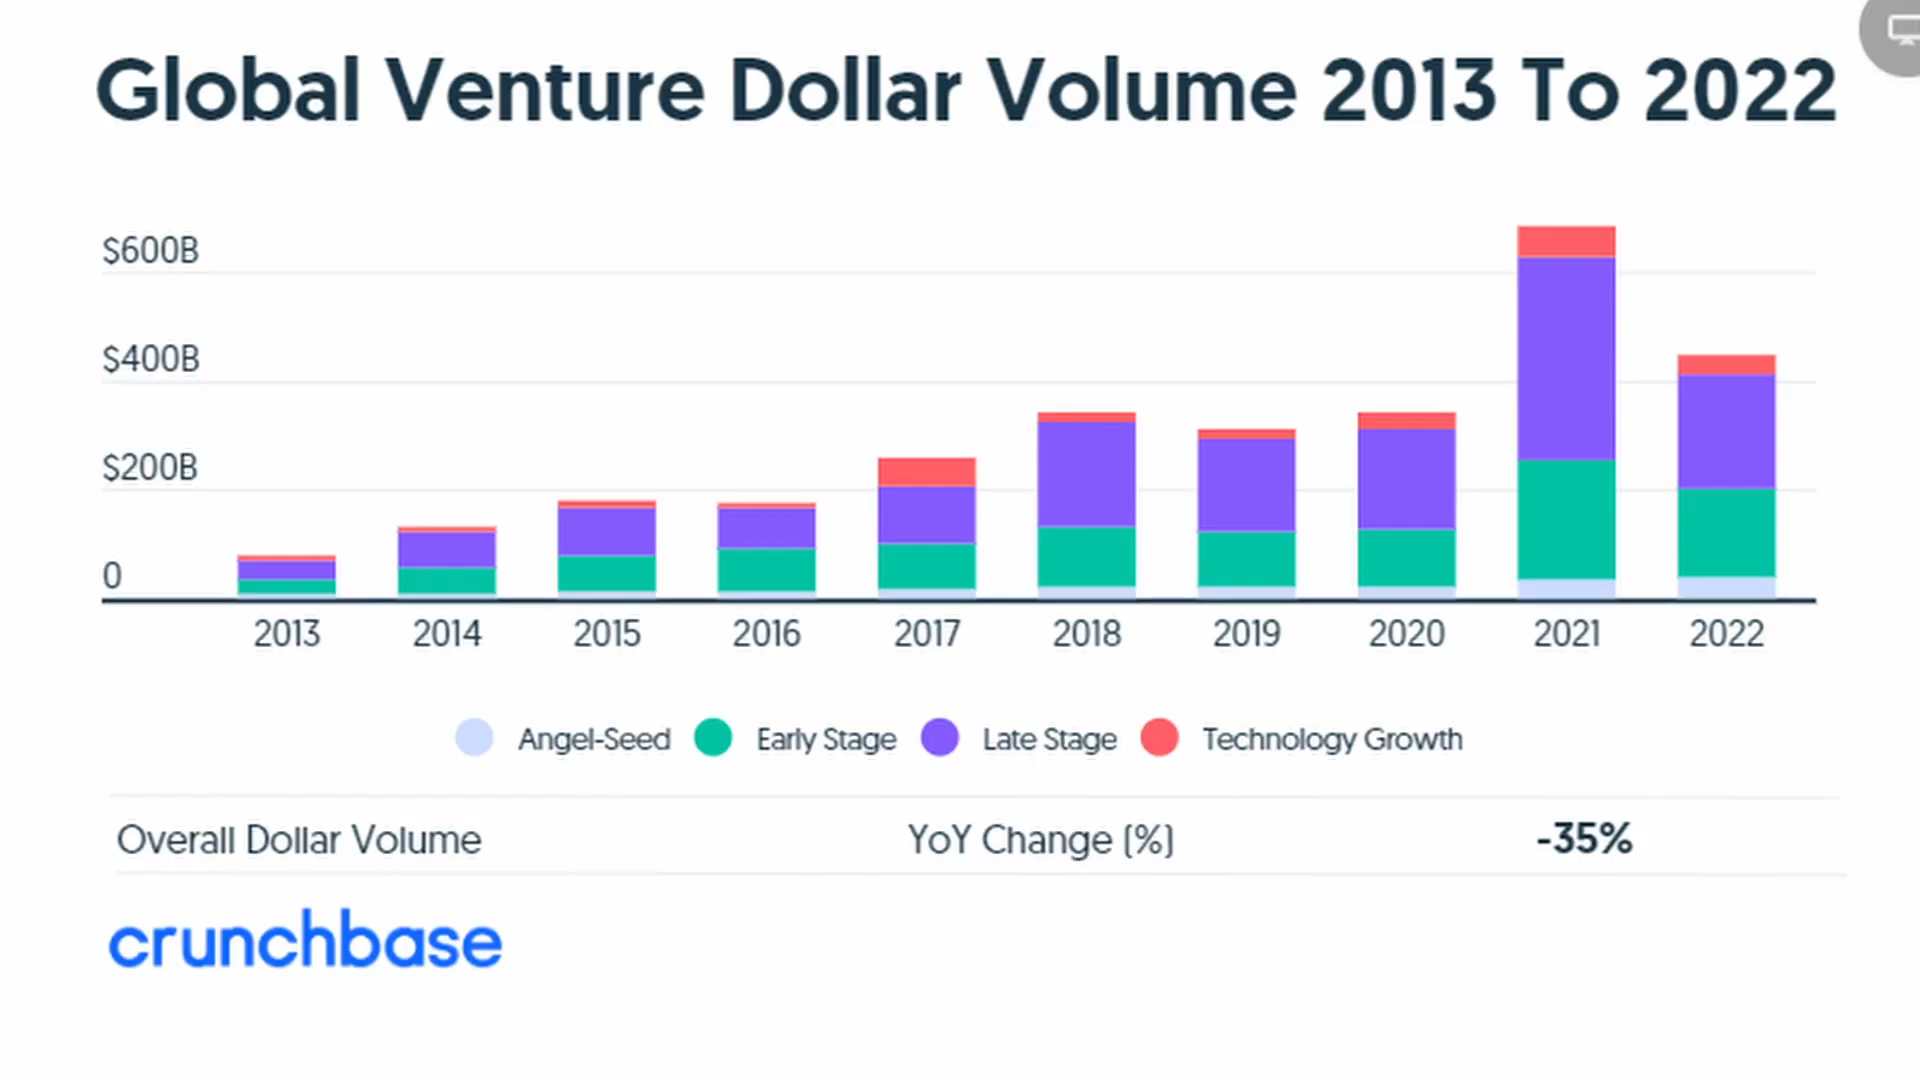 Global Venture Dollar Volume 2013 To 2022
$600B
$400B
$200B
0
2013 2014 2015 2016 2017 2018 2019 2020 2021 2022
Angel-Seed Early Stage Late Stage Technology Growth
Overall Dollar Volume YoY Change (%) -35%
crunchbase